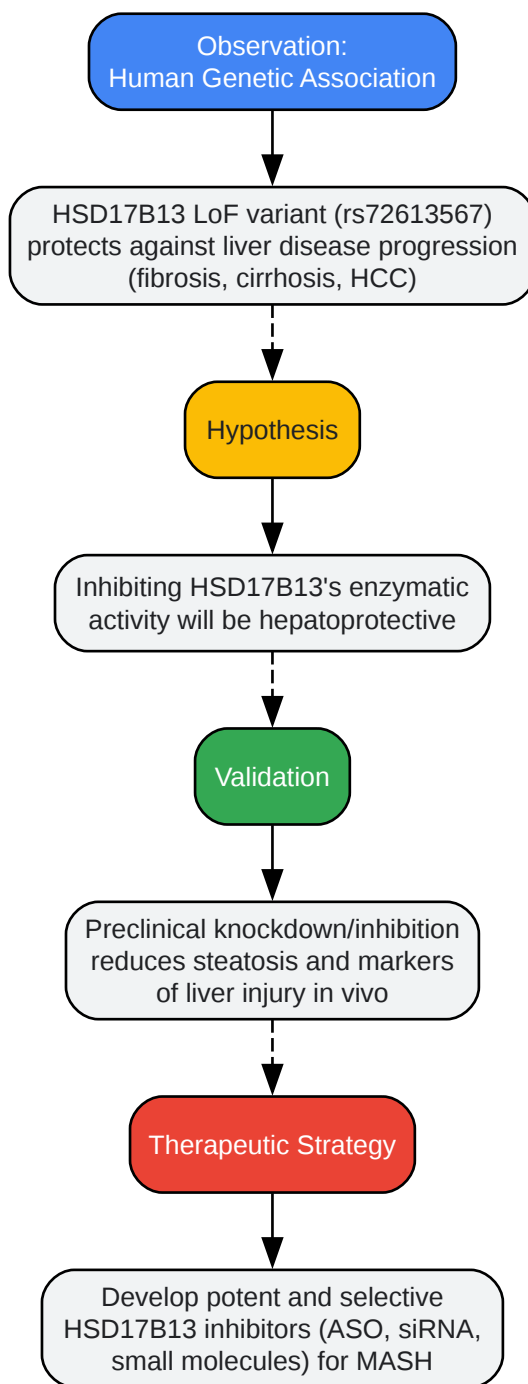 Observation:
Human Genetic Association
HSD17B13 LoF variant (rs72613567)
protects against liver disease progression
(fibrosis, cirrhosis, HCC)
Hypothesis
Inhibiting HSD17B13's enzymatic
activity will be hepatoprotective
Validation
Preclinical knockdown/inhibition
reduces steatosis and markers
of liver injury in vivo
Therapeutic Strategy
Develop potent and selective
HSD17B13 inhibitors (ASO, siRNA,
small molecules) for MASH